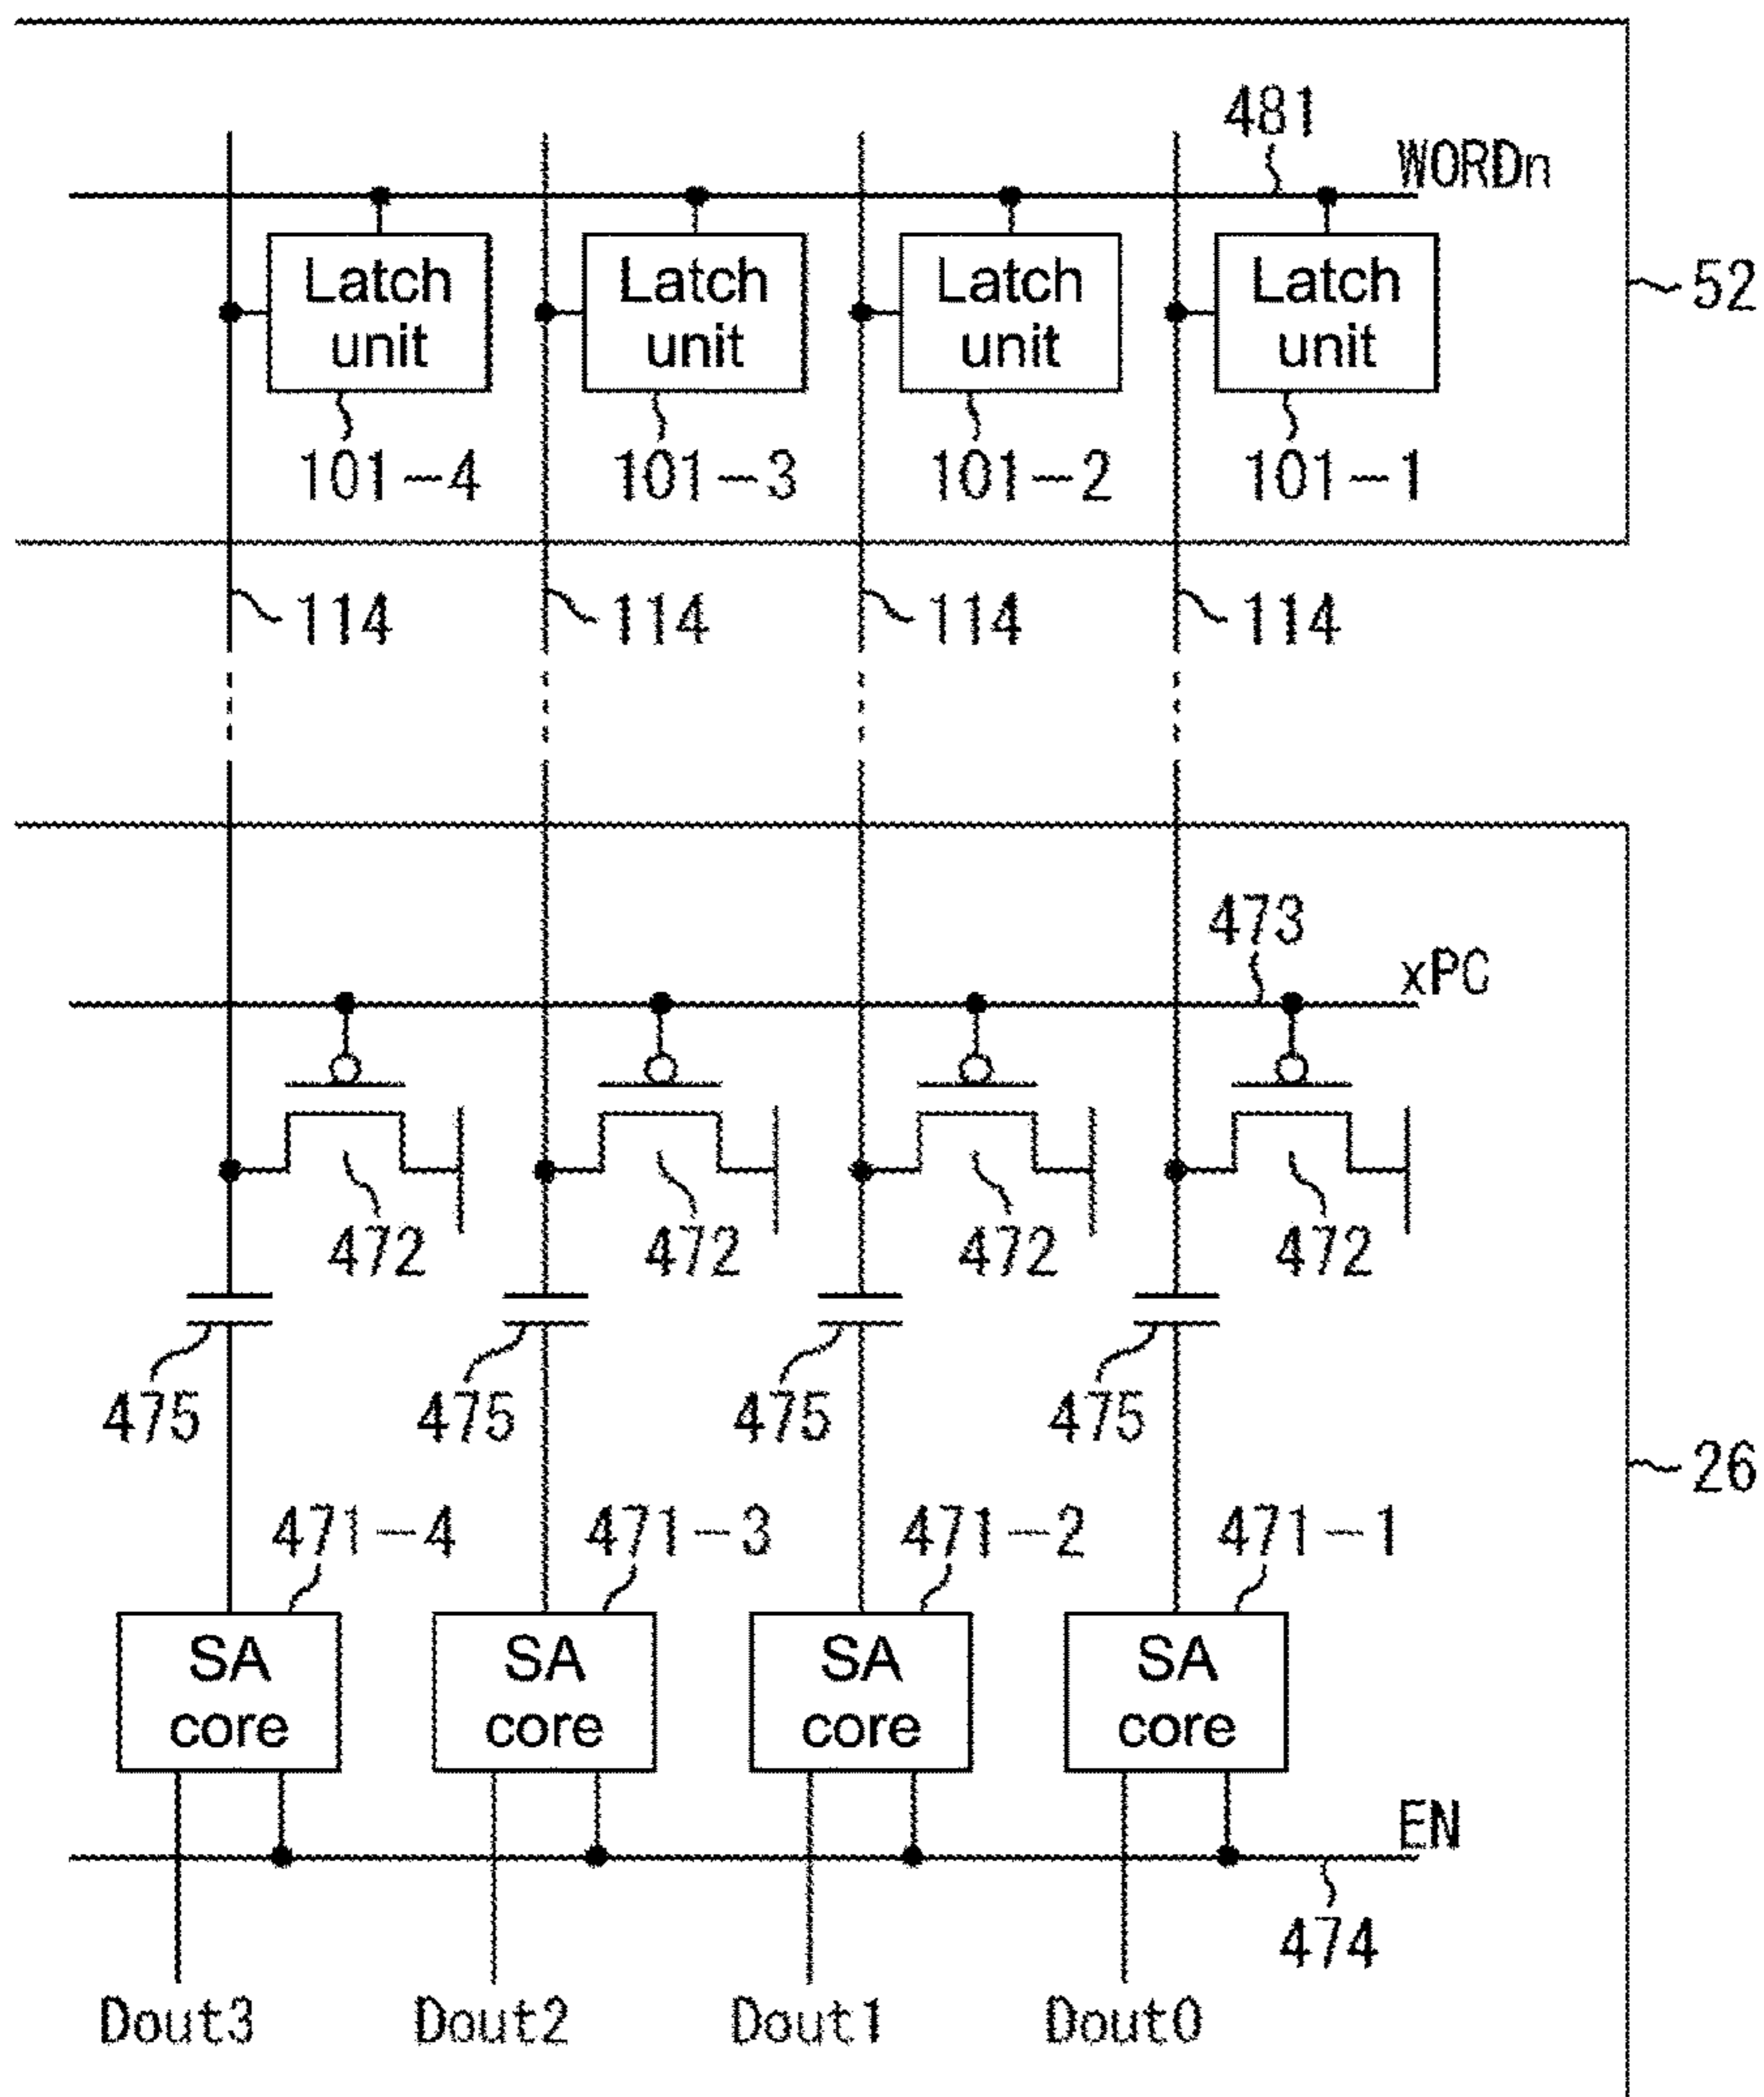 481
WORDn
Latch unit
Latch unit
Latch unit
Latch unit
52
101-4
101-3
101-2
101-1
114
114
114
114
473
xPC
472
472
472
472
475
475
475
475
26
471-4
471-3
471-2
471-1
SA core
SA core
SA core
SA core
EN
474
Dout3
Dout2
Dout1
Dout0